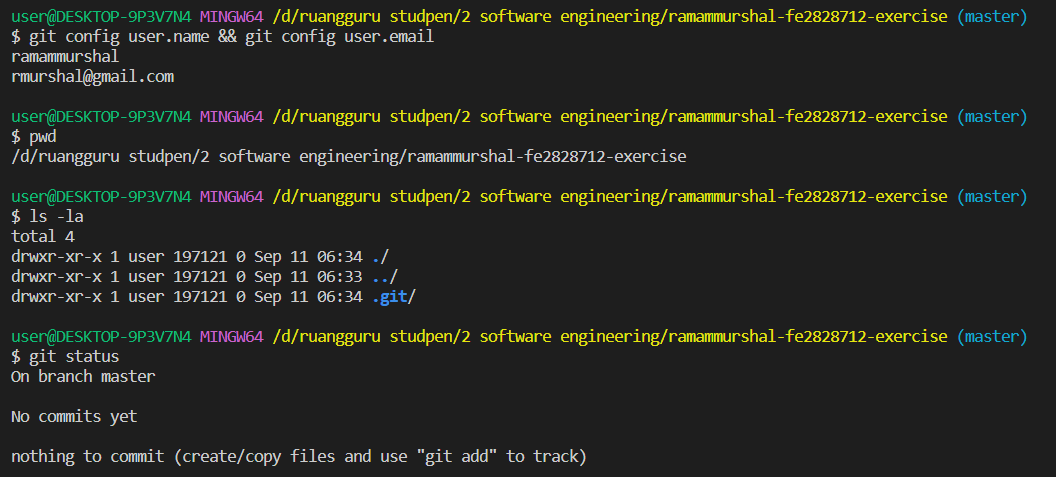 user@DESKTOP-9P3V7N4 MINGW64 /d/ruangguru studpen/2 software engineering/ramammurshal-fe2828712-exercise (master)
$ git config user.name && git config user.email
ramammurshal
rmurshal@gmail.com
user@DESKTOP-9P3V7N4 MINGW64 /d/ruangguru studpen/2 software engineering/ramammurshal-fe2828712-exercise (master)
$ pwd
/d/ruangguru studpen/2 software engineering/ramammurshal-fe2828712-exercise
user@DESKTOP-9P3V7N4 MINGW64 /d/ruangguru studpen/2 software engineering/ramammurshal-fe2828712-exercise (master)
$ ls -la
total 4
drwxr-xr-x 1 user 197121 0 Sep 11 06:34 ./
drwxr-xr-x 1 user 197121 0 Sep 11 06:33 ../
drwxr-xr-x 1 user 197121 0 Sep 11 06:34 .git/
user@DESKTOP-9P3V7N4 MINGW64 /d/ruangguru studpen/2 software engineering/ramammurshal-fe2828712-exercise (master)
$ git status
On branch master
No commits yet
nothing to commit (create/copy files and use "git add" to track)